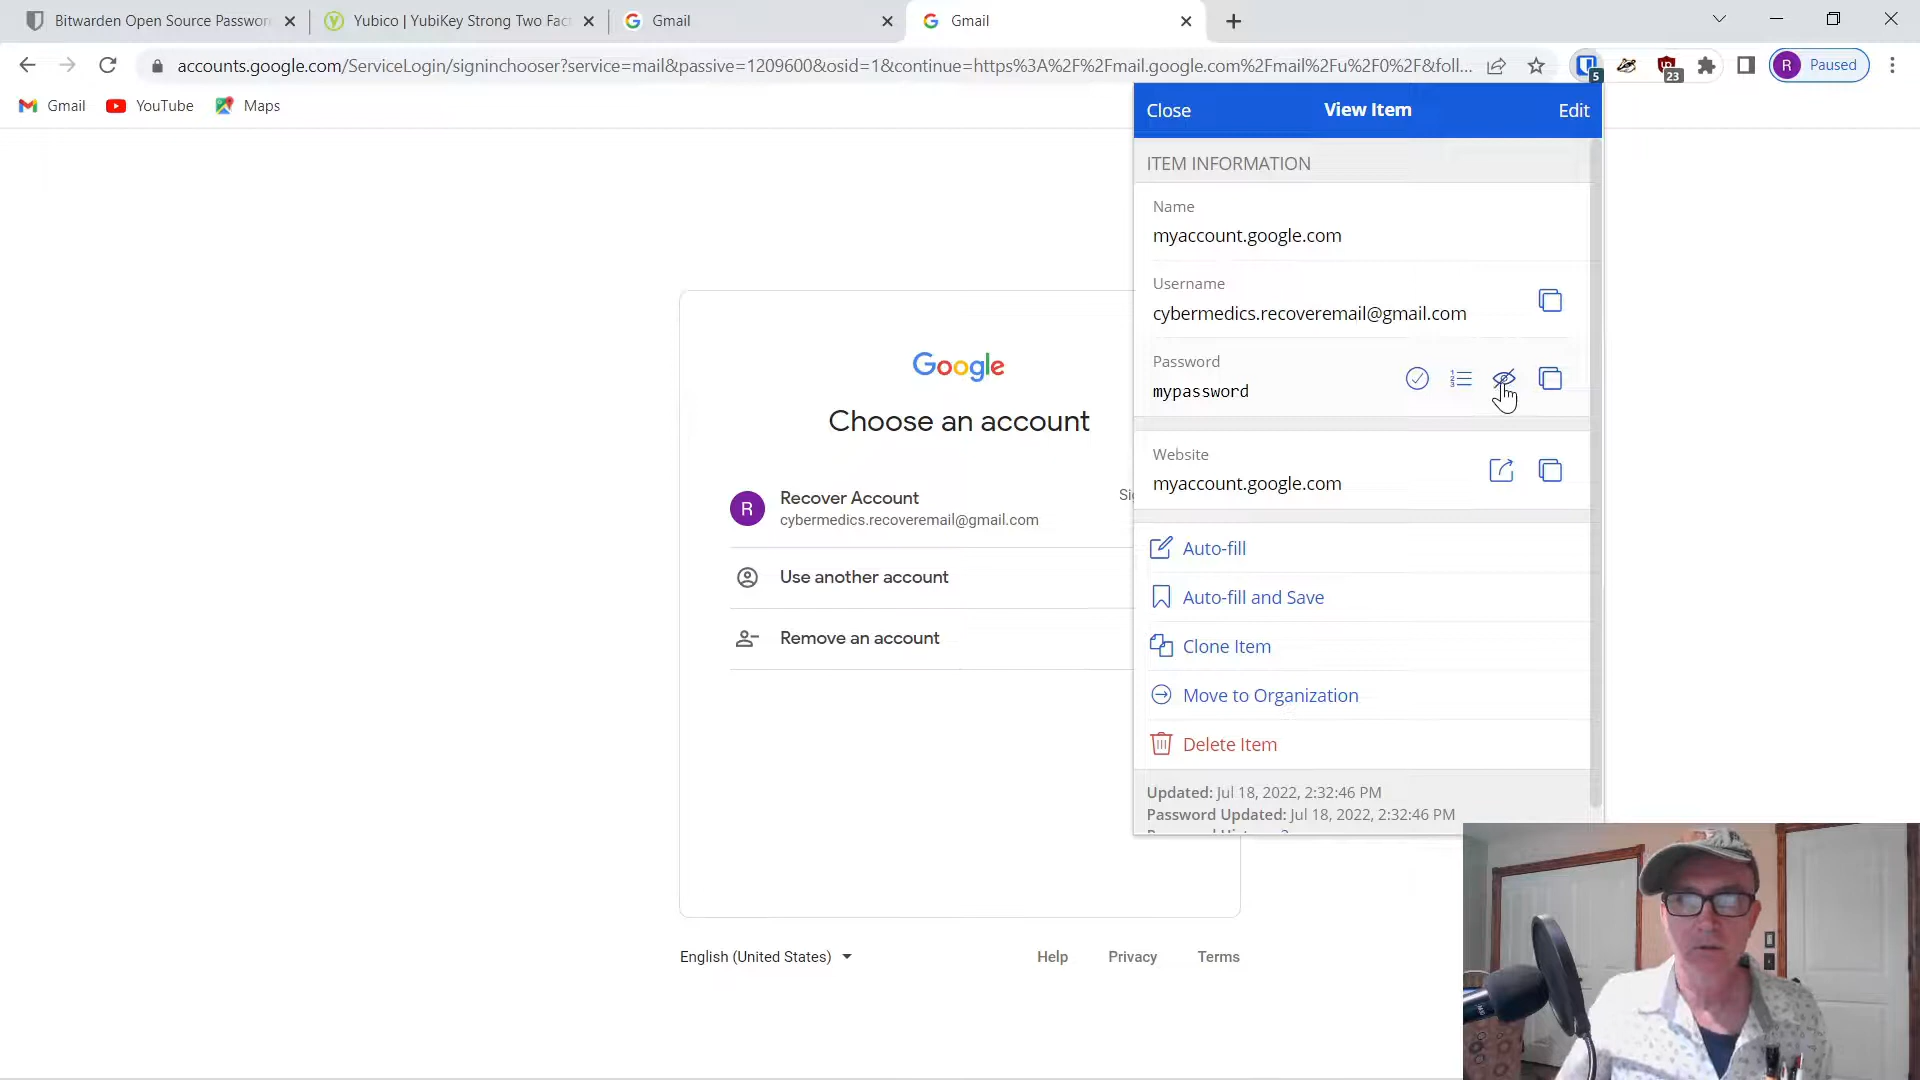 Bitwarden Open Source Passwor
Yubico | YubiKey Strong Two Fac
Gmail
Gmail
accounts.google.com/ServiceLogin/signinchooser?service=mail&passive=1209600&osid=1&continue=https%3A%2F%2Fmail.google.com%2Fmail%2Fu%2F0%2F&foll...
5
23
R
Paused
Gmail
YouTube
Maps
Close
View Item
Edit
ITEM INFORMATION
Name
myaccount.google.com
Username
cybermedics.recoveremail@gmail.com
Password
mypassword
Website
myaccount.google.com
Auto-fill
Auto-fill and Save
Clone Item
Move to Organization
Delete Item
Updated: Jul 18, 2022, 2:32:46 PM
Password Updated: Jul 18, 2022, 2:32:46 PM
Google
Choose an account
R
Recover Account
cybermedics.recoveremail@gmail.com
Use another account
Remove an account
English (United States)
Help
Privacy
Terms